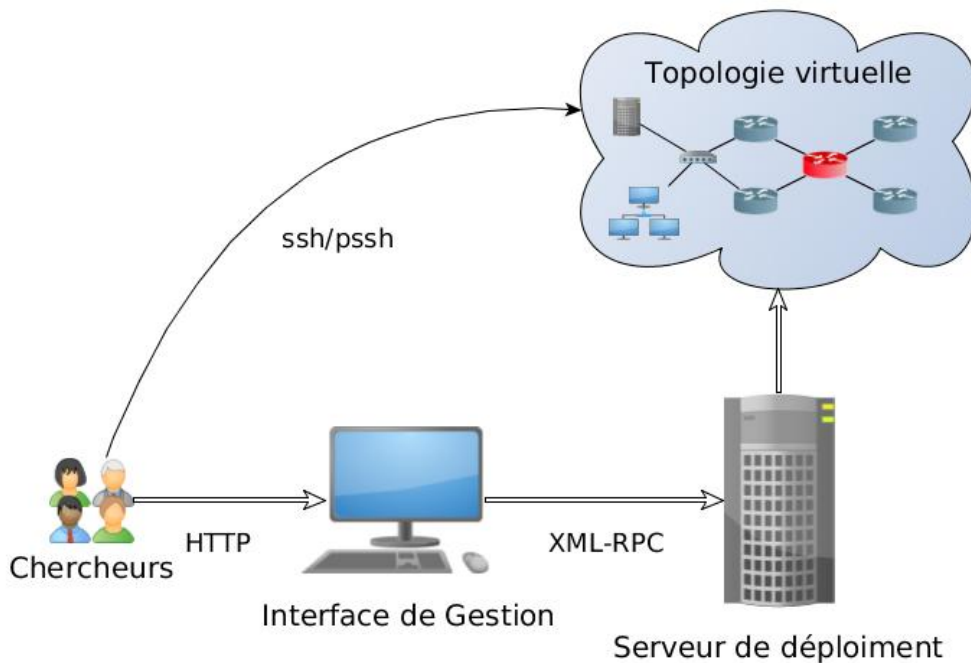 Topologie virtuelle
ssh/pssh
HTTP
XML-RPC
Chercheurs
Interface de Gestion
Serveur de déploiment